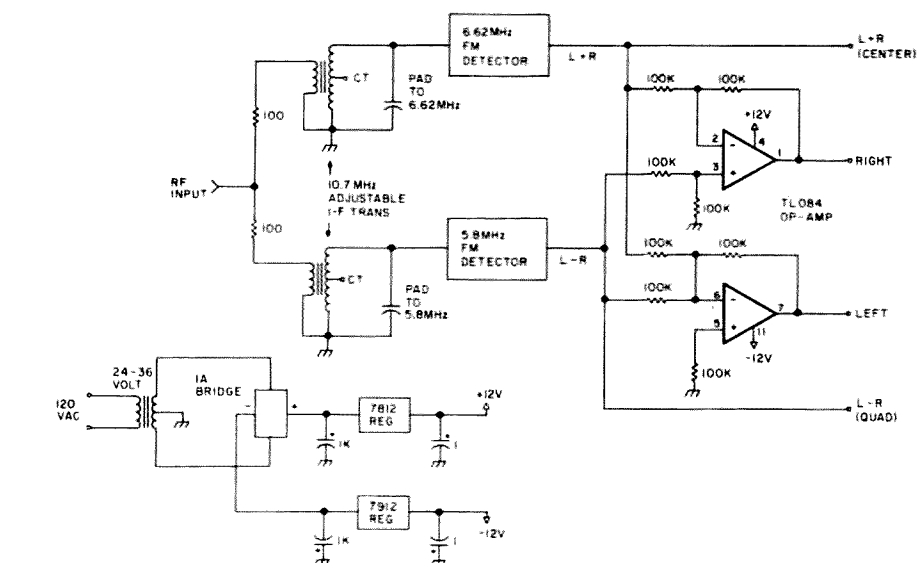 6.62MHz
FM
DETECTOR
L+R
L+R
(CENTER)
CT
PAD
TO
6.62MHz
100
100K
100K
+12V
2
-
4
1
3
+
RIGHT
100K
100K
TL084
OP-AMP
RF
INPUT
10.7MHz
ADJUSTABLE
I-F TRANS
100
5.8MHz
FM
DETECTOR
L-R
CT
PAD
TO
5.8MHz
100K
100K
100K
6
-
7
5
+
11
-12V
LEFT
100K
L-R
(QUAD)
24-36
VOLT
1A
BRIDGE
120
VAC
-
+
7812
REG
+12V
+
1K
+
1
7912
REG
-12V
1K
+
1
+